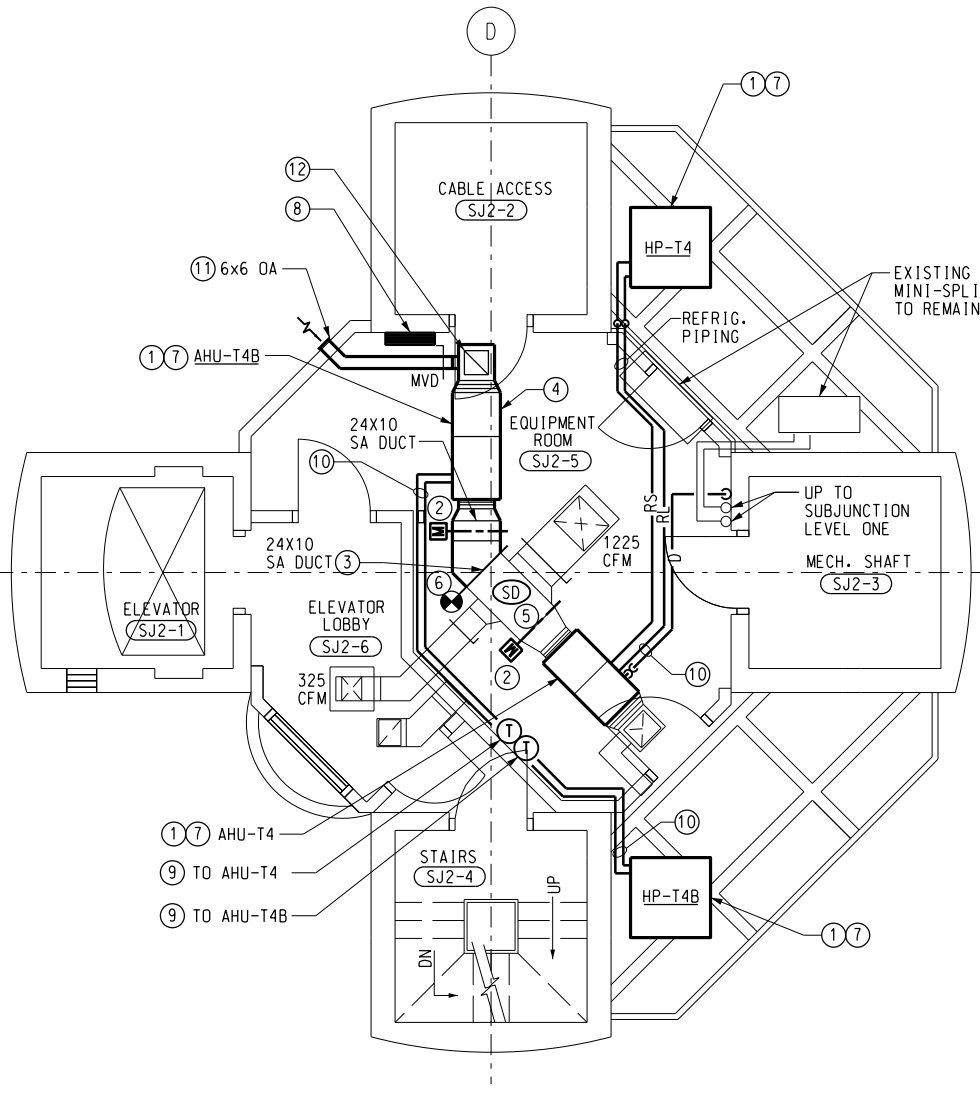 D
1 7
12
CABLE ACCESS
SJ2-2
8
HP-T4
11 6x6 OA
EXISTING
MINI-SPLI
TO REMAIN
REFRIG.
PIPING
1 7 AHU-T4B
MVD
4
24X10
SA DUCT
EQUIPMENT
ROOM
SJ2-5
10
2
M
RS
RL
UP TO
SUBJUNCTION
LEVEL ONE
24X10
SA DUCT 3
1225
CFM
MECH. SHAFT
SJ2-3
6
SD
5
ELEVATOR
SJ2-1
ELEVATOR
LOBBY
SJ2-6
M
2
10
325
CFM
T
T
1 7 AHU-T4
10
9 TO AHU-T4
STAIRS
SJ2-4
UP
HP-T4B
9 TO AHU-T4B
1 7
DN